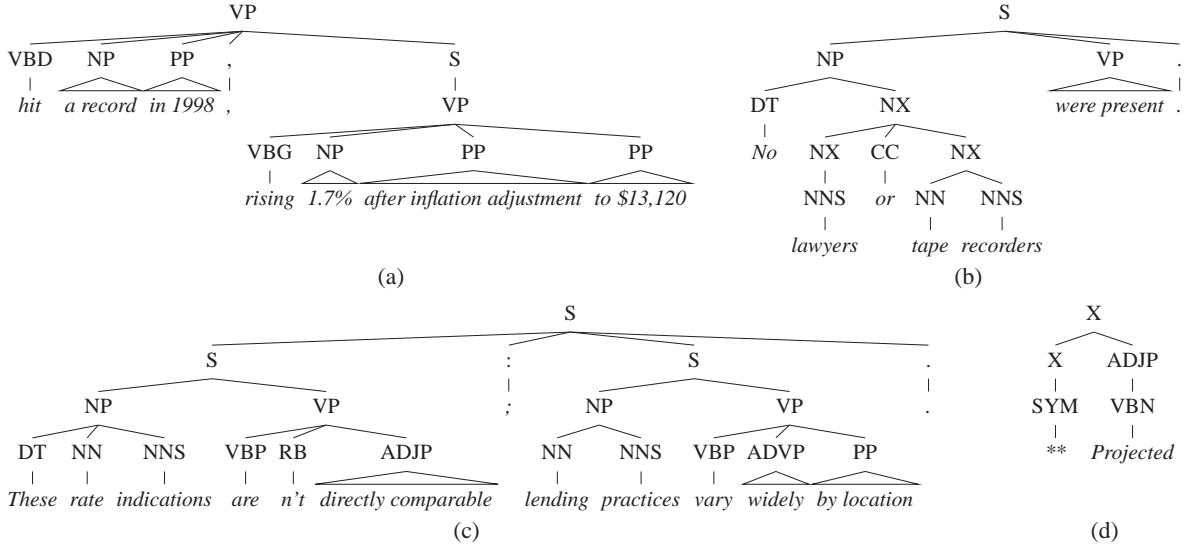 VP
VBD NP PP , S
hit a record in 1998 , VP
VBG NP PP PP
rising 1.7% after inflation adjustment to $13,120
(a)
S
NP VP .
DT NX were present .
No NX CC NX
NNS or NN NNS
lawyers tape recorders
(b)
S
S : S .
NP VP ; NP VP .
DT NN NNS VBP RB ADJP NN NNS VBP ADVP PP
These rate indications are n't directly comparable lending practices vary widely by location
(c)
X
X ADJP
SYM VBN
** Projected
(d)